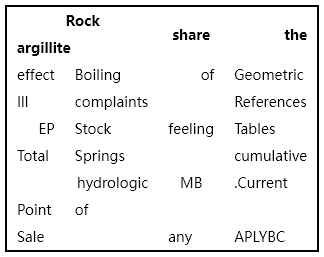 Rock share the
argillite
effect Boiling of Geometric
III complaints References
EP Stock feeling Tables
Total Springs cumulative
hydrologic MB .Current
Point of
Sale any APLYBC